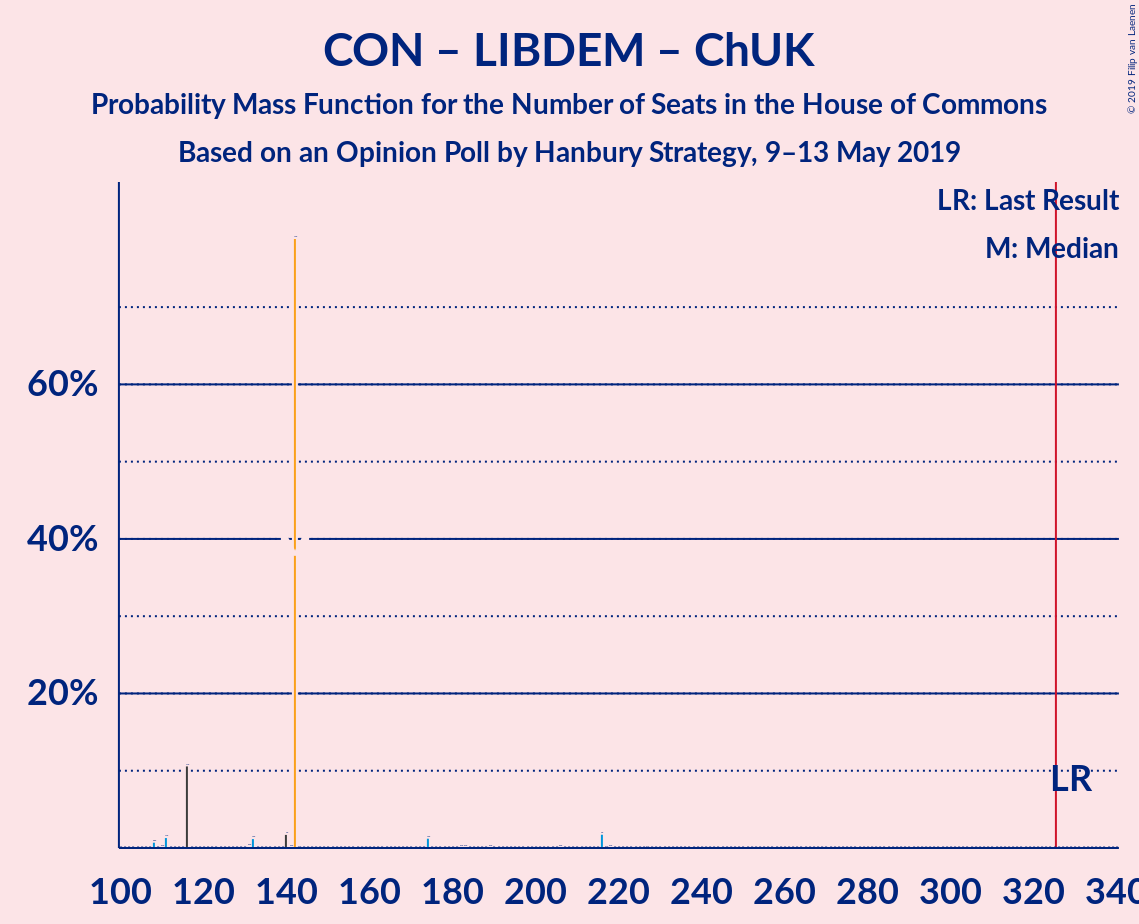 CON – LIBDEM – ChUK
Probability Mass Function for the Number of Seats in the House of Commons
Based on an Opinion Poll by Hanbury Strategy, 9–13 May 2019
© 2019 Filip van Laenen
LR: Last Result
M: Median
60%
40%
20%
LR
100 120 140 160 180 200 220 240 260 280 300 320 340